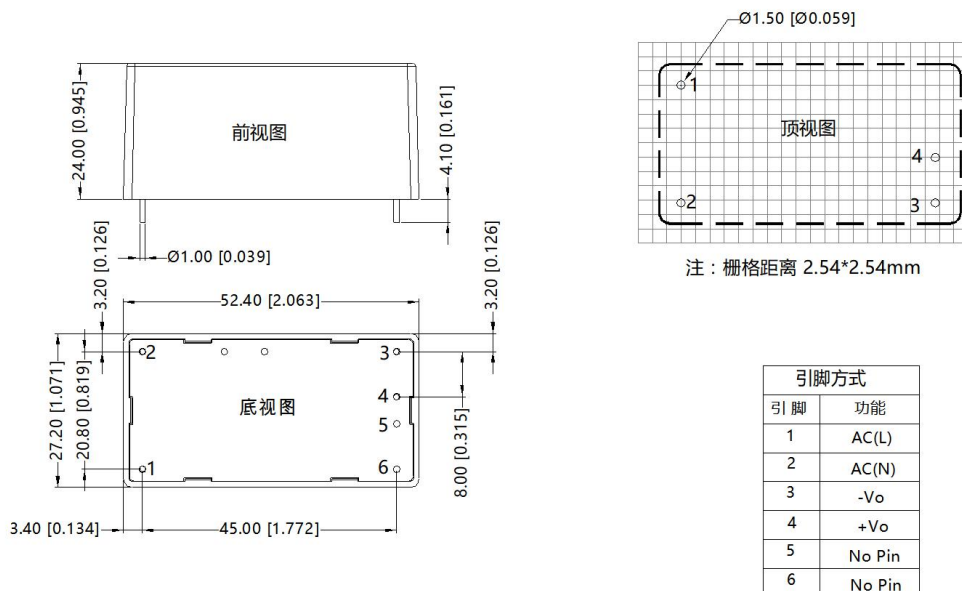 Ø1.50 [Ø0.059]
前视图
24.00 [0.945]
4.10 [0.161]
Ø1.00 [0.039]
顶视图
1
2
4
3
注：栅格距离 2.54*2.54mm
3.20 [0.126]
52.40 [2.063]
3.20 [0.126]
27.20 [1.071]
20.80 [0.819]
2
3
底视图
4
5
1
6
8.00 [0.315]
3.40 [0.134]
45.00 [1.772]
引脚方式
引脚 功能
1 AC(L)
2 AC(N)
3 -Vo
4 +Vo
5 No Pin
6 No Pin